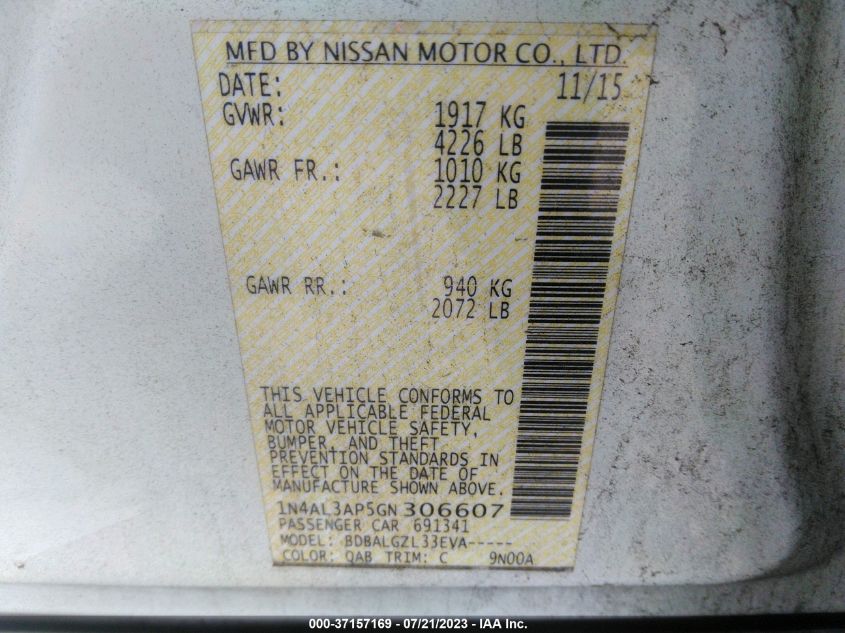 MFD BY NISSAN MOTOR CO., LTD.
DATE: 11/15
GVWR: 1917 KG
4226 LB
GAWR FR.: 1010 KG
2227 LB
GAWR RR.: 940 KG
2072 LB
THIS VEHICLE CONFORMS TO
ALL APPLICABLE FEDERAL
MOTOR VEHICLE SAFETY,
BUMPER, AND THEFT
PREVENTION STANDARDS IN
EFFECT ON THE DATE OF
MANUFACTURE SHOWN ABOVE.
1N4AL3AP5GN306607
PASSENGER CAR 691341
MODEL: BDBALGZL33EVA-----
COLOR: QAB TRIM: C 9N00A
000-37157169 - 07/21/2023 - IAA Inc.